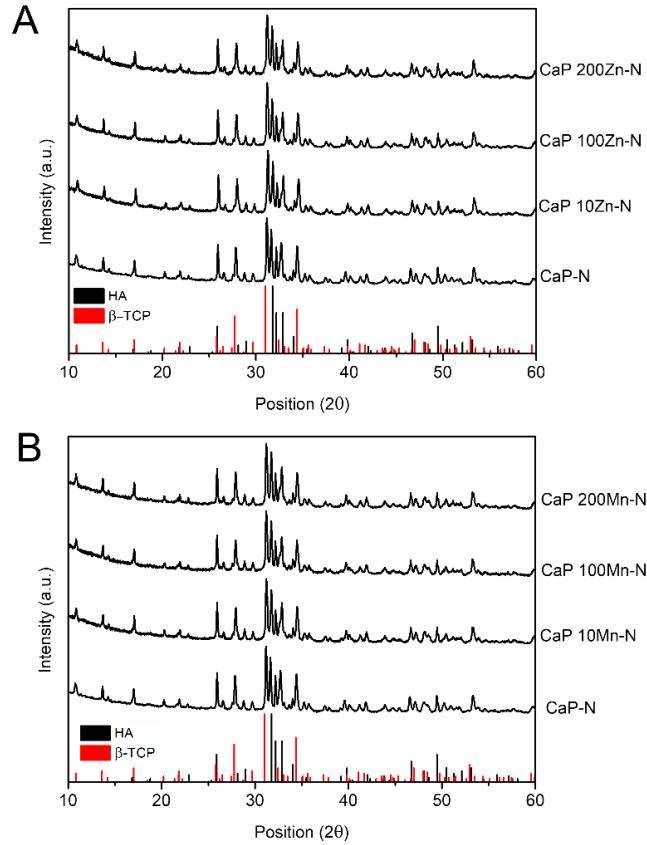 A
Intensity (a.u.)
CaP 200Zn-N
CaP 100Zn-N
CaP 10Zn-N
CaP-N
HA
β–TCP
10 20 30 40 50 60
Position (2θ)
B
Intensity (a.u.)
CaP 200Mn-N
CaP 100Mn-N
CaP 10Mn-N
CaP-N
HA
β-TCP
10 20 30 40 50 60
Position (2θ)